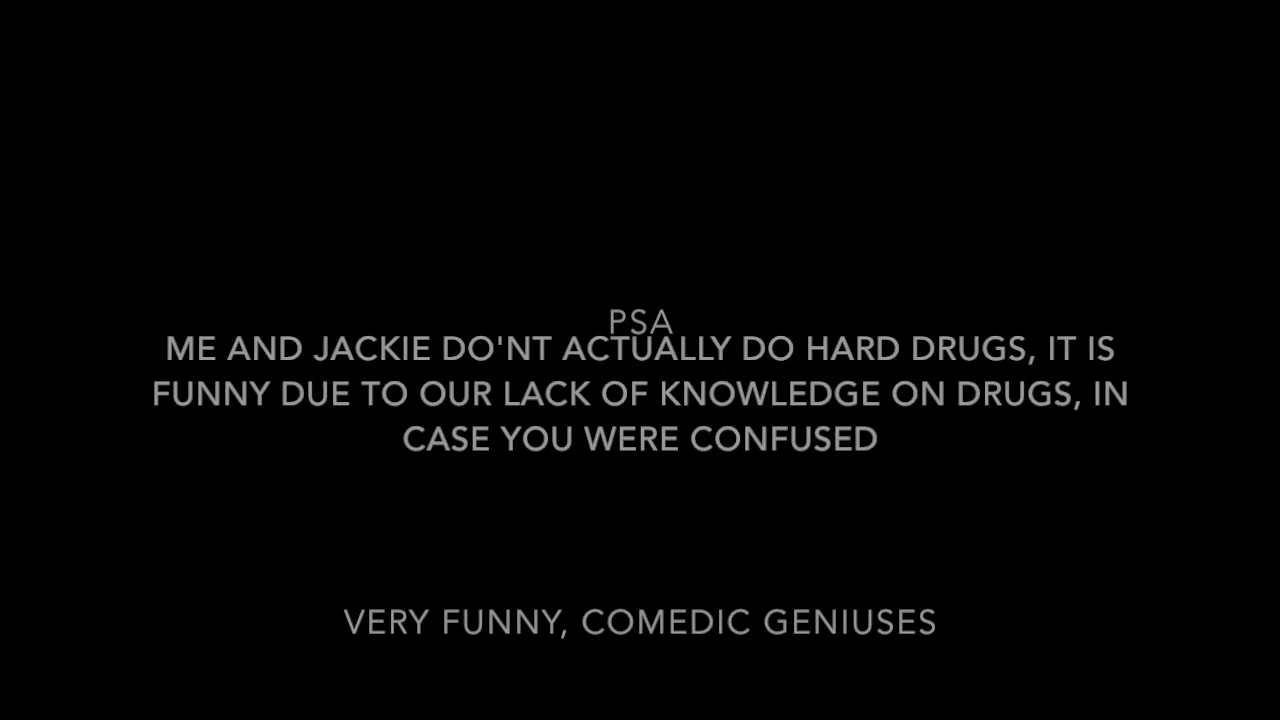 PSA
ME AND JACKIE DO'NT ACTUALLY DO HARD DRUGS, IT IS
FUNNY DUE TO OUR LACK OF KNOWLEDGE ON DRUGS, IN
CASE YOU WERE CONFUSED
VERY FUNNY, COMEDIC GENIUSES